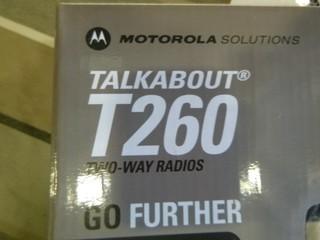 MOTOROLA SOLUTIONS
TALKABOUT®
T260
TWO-WAY RADIOS
GO FURTHER